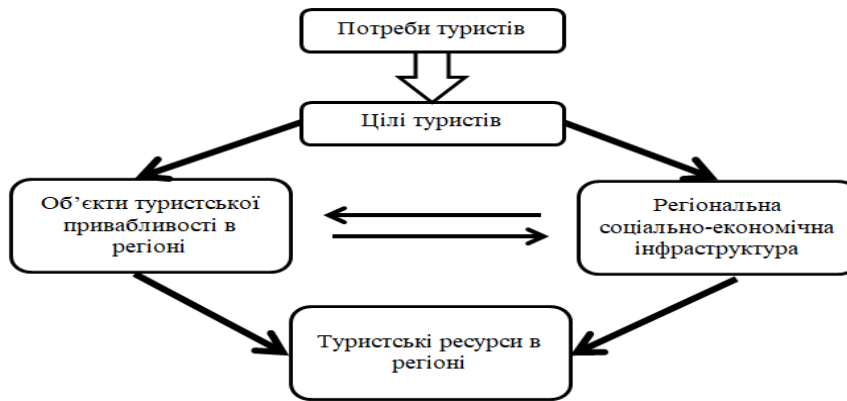 Потреби туристів
Цілі туристів
Об’єкти туристської
привабливості в
регіоні
Регіональна
соціально-економічна
інфраструктура
Туристські ресурси в
регіоні